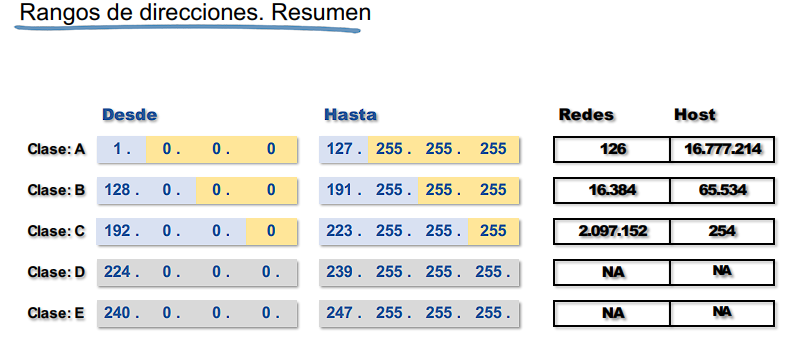 Rangos de direcciones. Resumen
Desde Hasta Redes Host
Clase: A 1 . 0 . 0 . 0 127 . 255 . 255 . 255 126 16.777.214
Clase: B 128 . 0 . 0 . 0 191 . 255 . 255 . 255 16.384 65.534
Clase: C 192 . 0 . 0 . 0 223 . 255 . 255 . 255 2.097.152 254
Clase: D 224 . 0 . 0 . 0 . 239 . 255 . 255 . 255 . NA NA
Clase: E 240 . 0 . 0 . 0 . 247 . 255 . 255 . 255 . NA NA